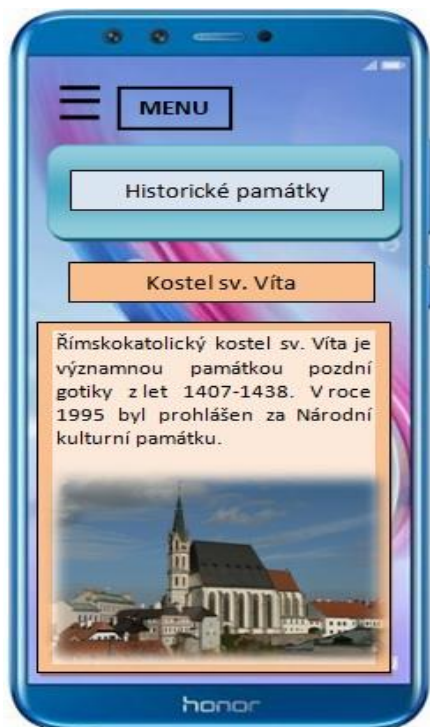 MENU
Historické památky
Kostel sv. Víta
Římskokatolický kostel sv. Víta je
významnou památkou pozdní
gotiky z let 1407-1438. V roce
1995 byl prohlášen za Národní
kulturní památku.
honor